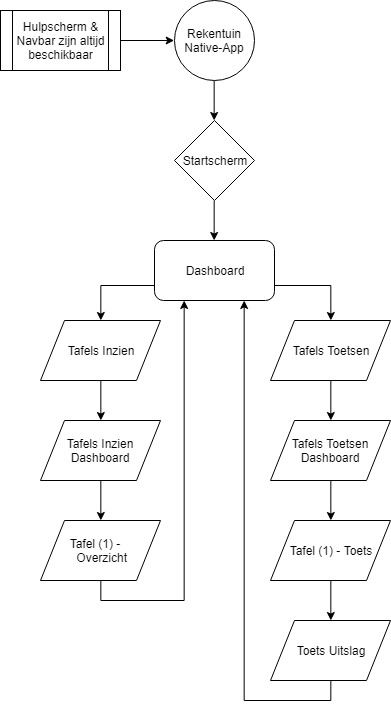 Hulpscherm &
Navbar zijn altijd
beschikbaar
Rekentuin
Native-App
Startscherm
Dashboard
Tafels Inzien
Tafels Inzien
Dashboard
Tafel (1) -
Overzicht
Tafels Toetsen
Tafels Toetsen
Dashboard
Tafel (1) - Toets
Toets Uitslag